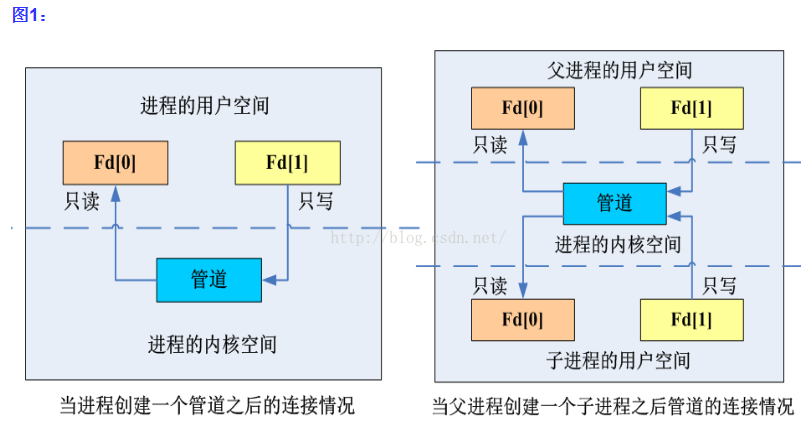 图1：
进程的用户空间
Fd[0]
Fd[1]
只读
只写
管道
进程的内核空间
当进程创建一个管道之后的连接情况
父进程的用户空间
Fd[0]
Fd[1]
只读
只写
管道
进程的内核空间
只读
只写
Fd[0]
Fd[1]
子进程的用户空间
当父进程创建一个子进程之后管道的连接情况
http://blog.csdn.net/